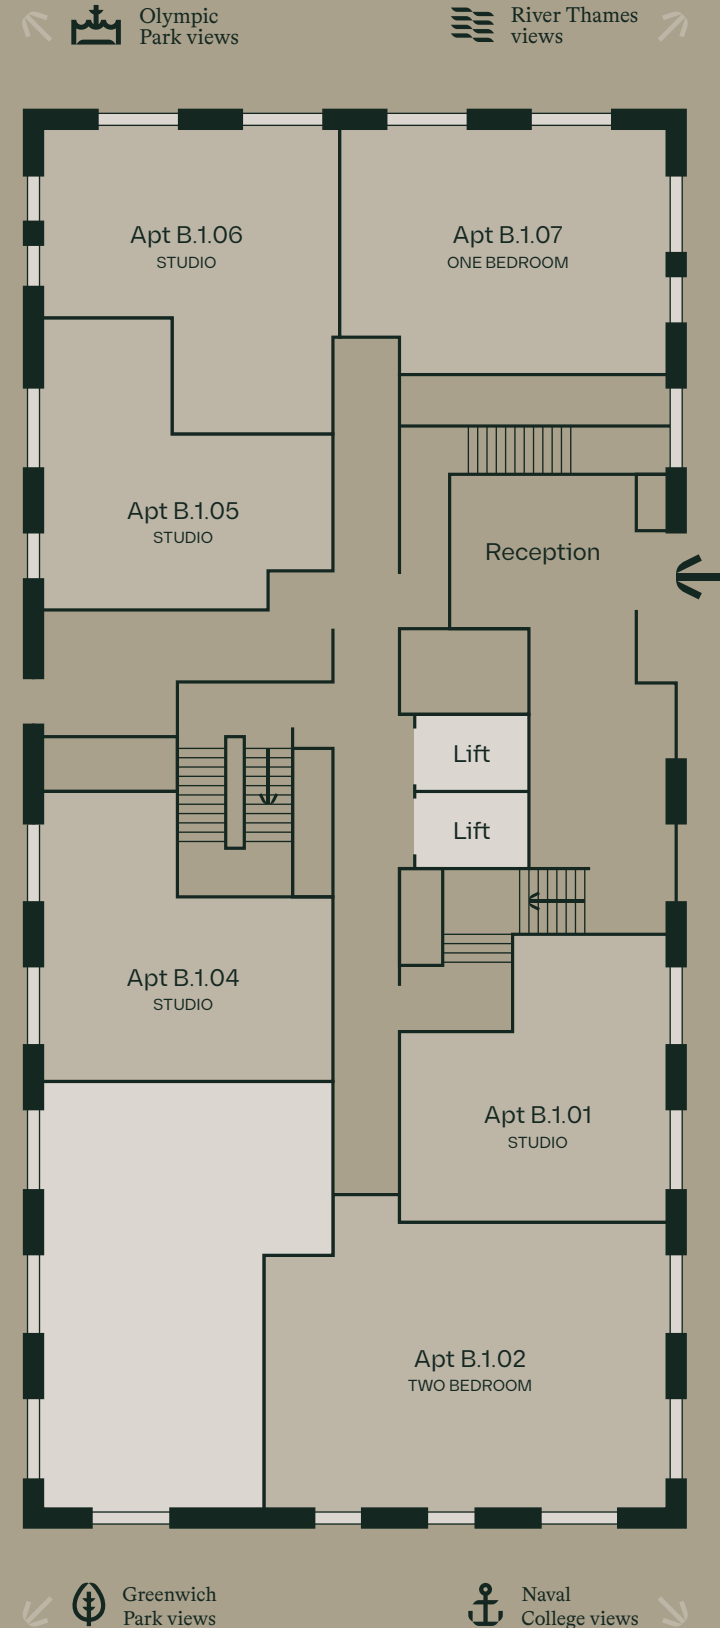 Olympic
Park views
River Thames
views
Apt B.1.06
STUDIO
Apt B.1.07
ONE BEDROOM
Apt B.1.05
STUDIO
Reception
Lift
Lift
Apt B.1.04
STUDIO
Apt B.1.01
STUDIO
Apt B.1.02
TWO BEDROOM
Greenwich
Park views
Naval
College views